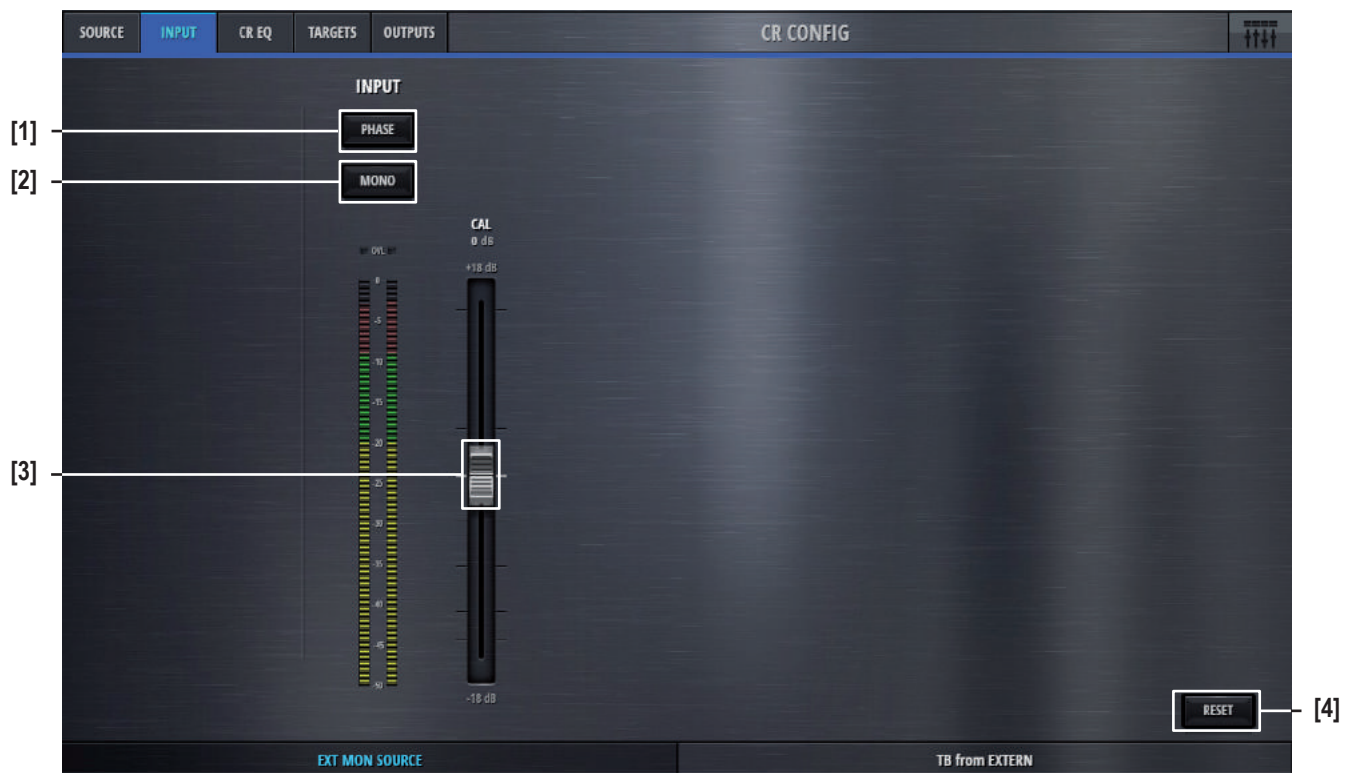 SOURCE INPUT CR EQ TARGETS OUTPUTS CR CONFIG
INPUT
[1] PHASE
[2] MONO
CAL
0 dB
OVL
+18 dB
0
-5
-10
-15
-20
[3]
-25
-30
-35
-40
-45
-50
-18 dB
RESET [4]
EXT MON SOURCE TB from EXTERN